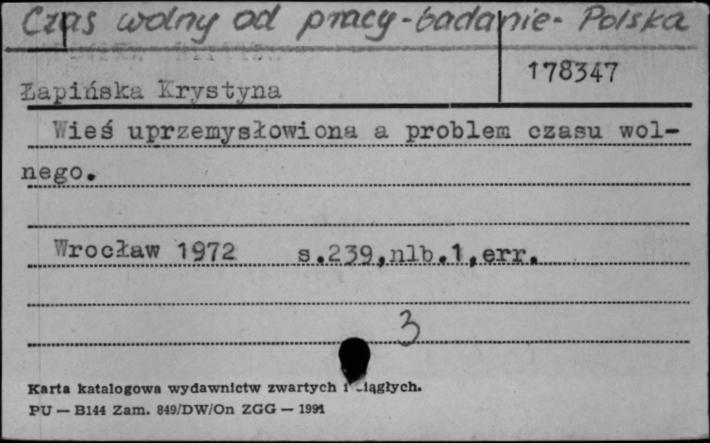 Czas wolny od pracy-badanie- Polska
178347
Łapińska Krystyna
Wieś uprzemysłowiona a problem czasu wol-
nego.
Wrocław 1972 s.239,nlb.1,err.
3
Karta katalogowa wydawnictw zwartych i ciągłych.
PU — B144 Zam. 849/DW/On ZGG — 1991